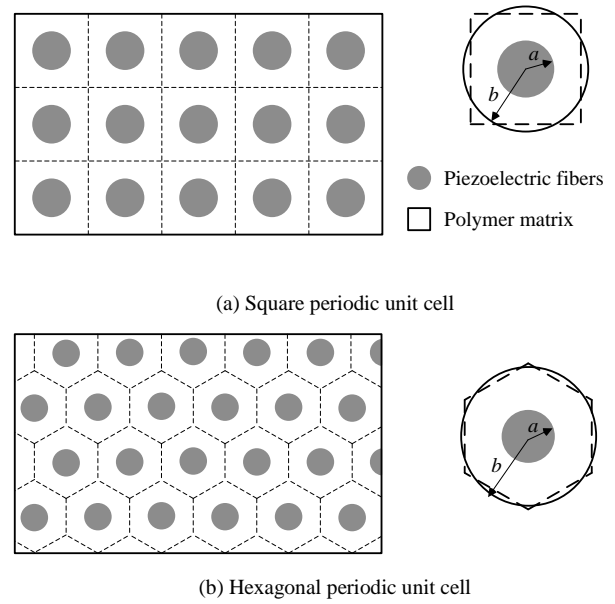 a
b
Piezoelectric fibers
Polymer matrix
(a) Square periodic unit cell
a
b
(b) Hexagonal periodic unit cell